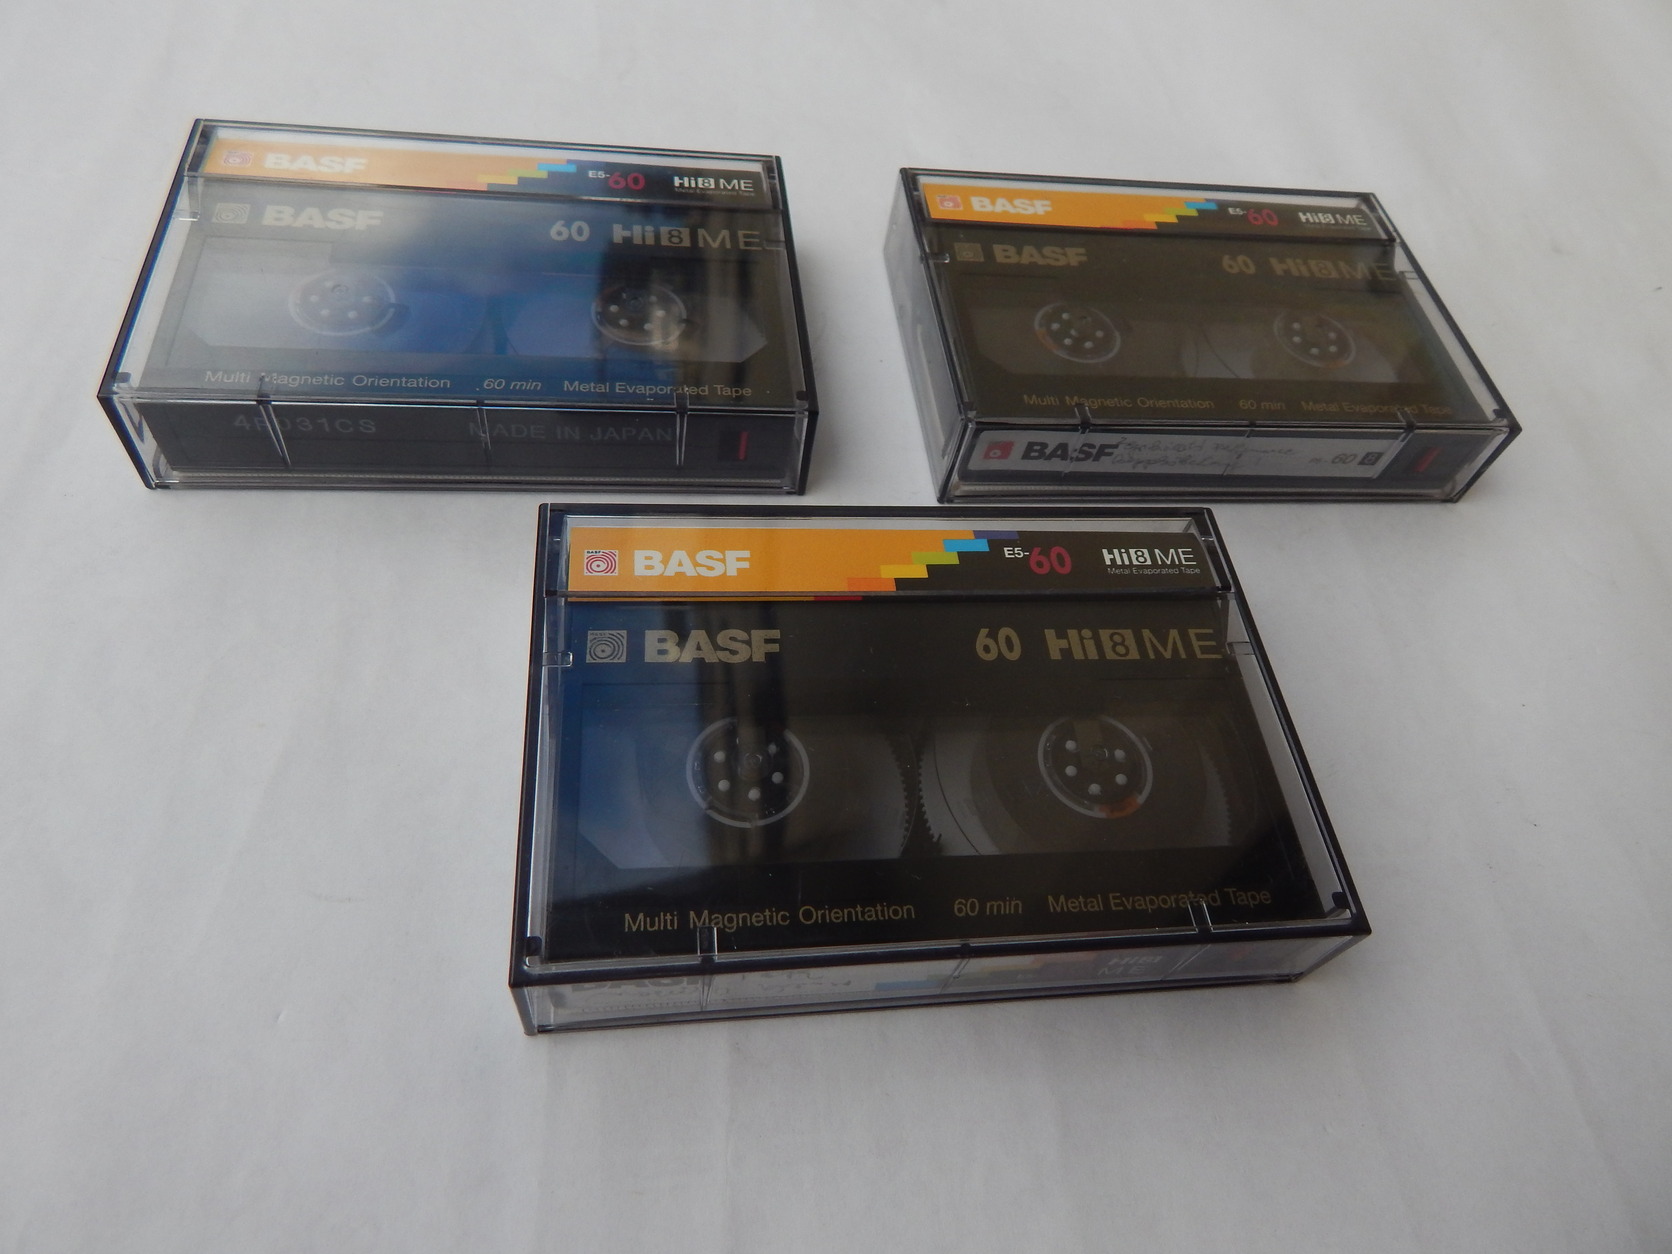 BASF E5-60 Hi8 ME
Metal Evaporated Tape
BASF 60 Hi8 ME
Multi Magnetic Orientation 60 min Metal Evaporated Tape
MADE IN JAPAN
BASF E5-60 Hi8 ME
BASF 60 Hi8 ME
Multi Magnetic Orientation 60 min Metal Evaporated Tape
BASF 60 8
BASF E5-60 Hi8 ME
Metal Evaporated Tape
BASF 60 Hi8 ME
Multi Magnetic Orientation 60 min Metal Evaporated Tape